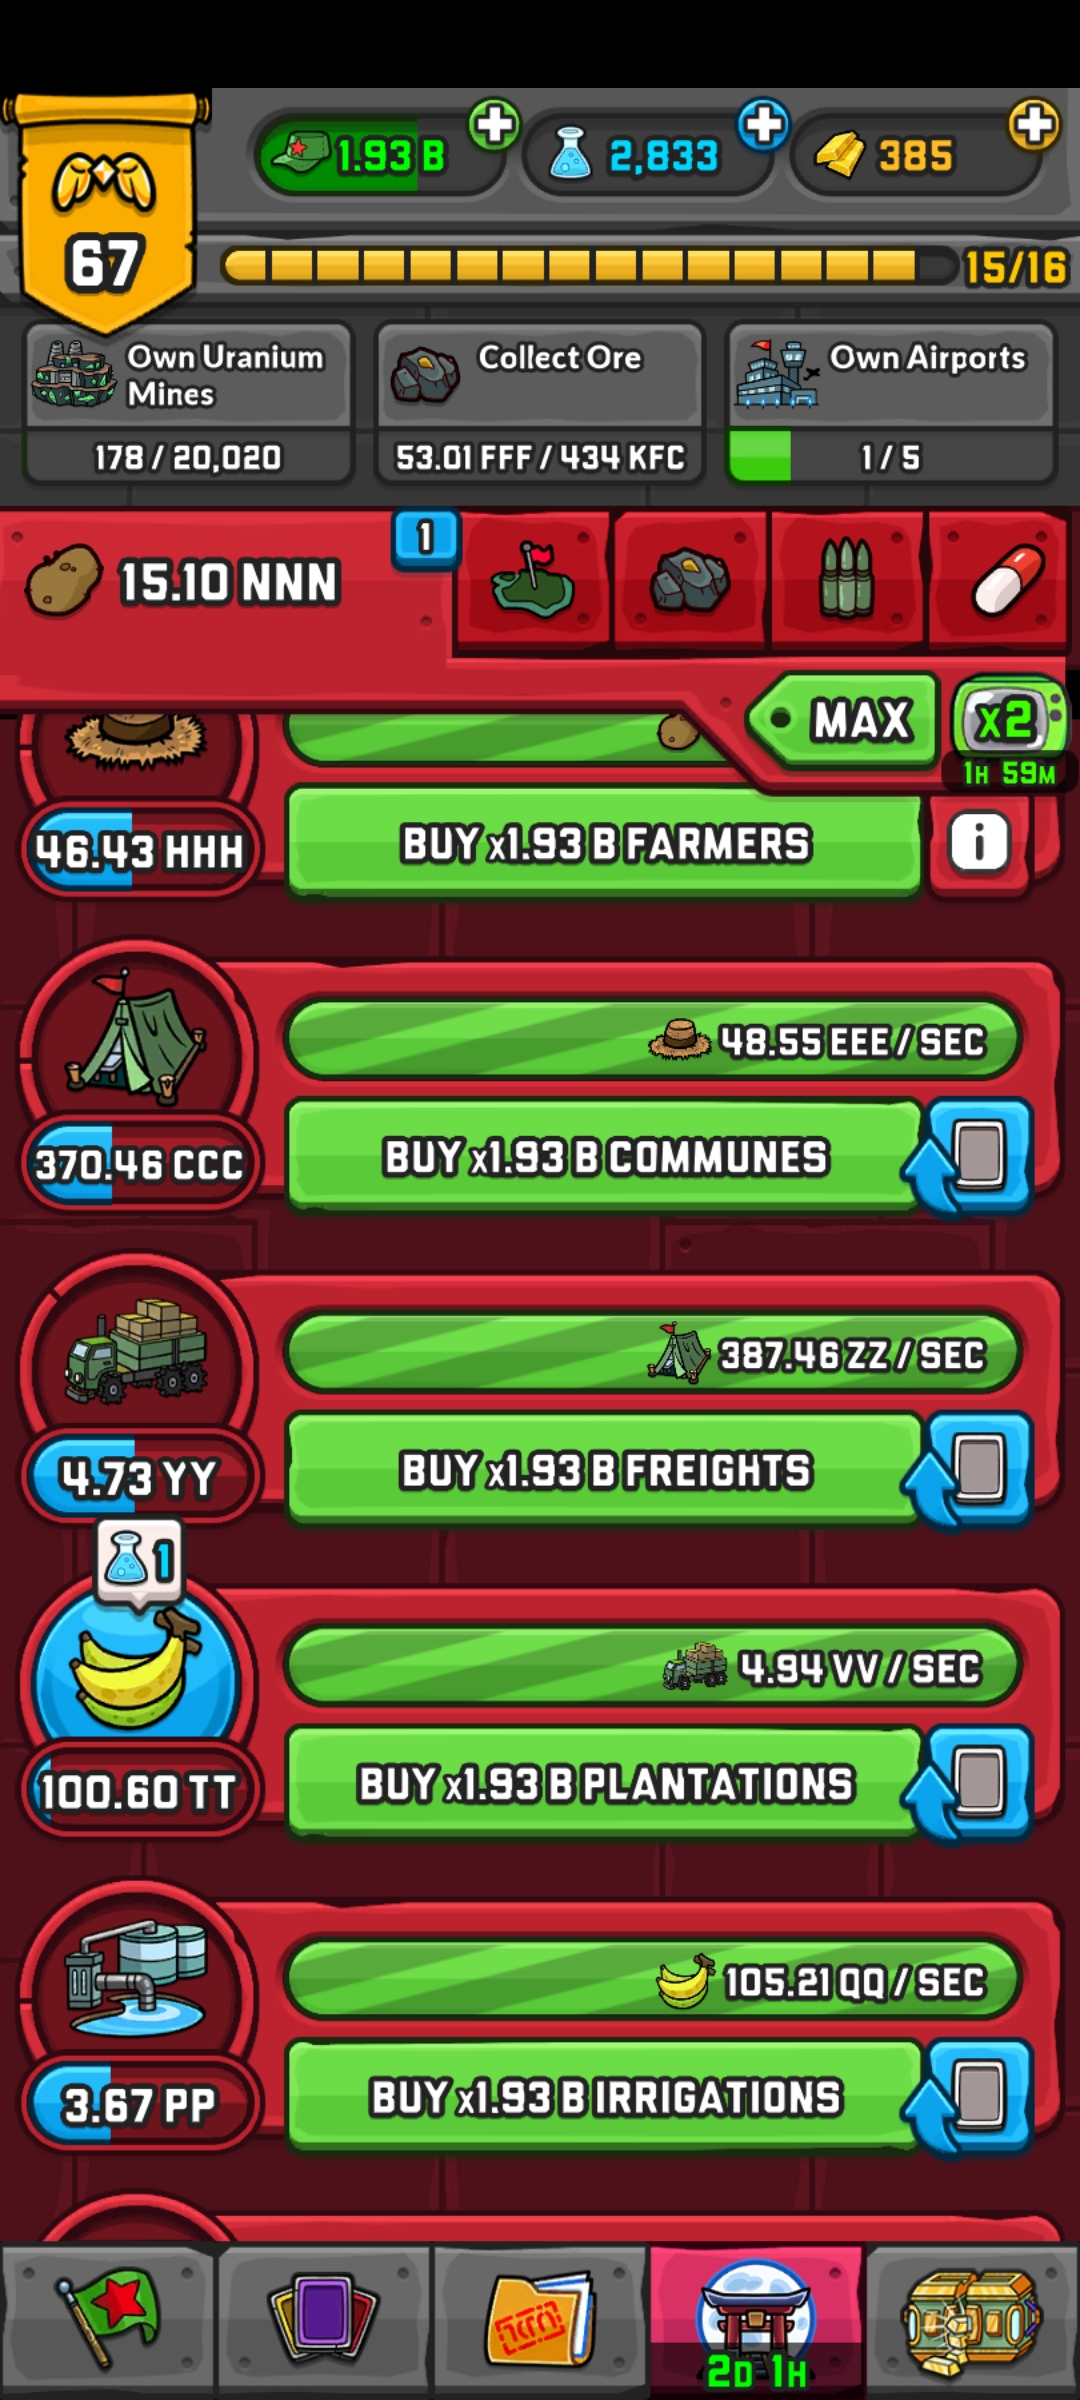 1.93 B
2,833
385
67
15/16
Own Uranium
Mines
178 / 20,020
Collect Ore
53.01 FFF / 434 KFC
Own Airports
1 / 5
15.10 NNN
1
MAX
x2
1H 59M
46.43 HHH
BUY x1.93 B FARMERS
i
48.55 EEE / SEC
370.46 CCC
BUY x1.93 B COMMUNES
387.46 ZZ / SEC
4.73 YY
BUY x1.93 B FREIGHTS
1
4.94 VV / SEC
100.60 TT
BUY x1.93 B PLANTATIONS
105.21 QQ / SEC
3.67 PP
BUY x1.93 B IRRIGATIONS
2D 1H